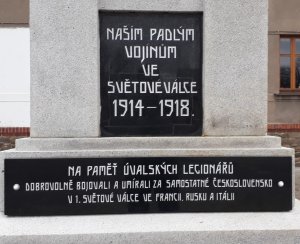 NAŠIM PADLÝM
VOJÍNŮM
VE
SVĚTOVÉ VÁLCE
1914–1918.
NA PAMĚŤ ÚVALSKÝCH LEGIONÁŘŮ
DOBROVOLNĚ BOJOVALI A UMÍRALI ZA SAMOSTATNÉ ČESKOSLOVENSKO
V 1. SVĚTOVÉ VÁLCE VE FRANCII, RUSKU A ITÁLII